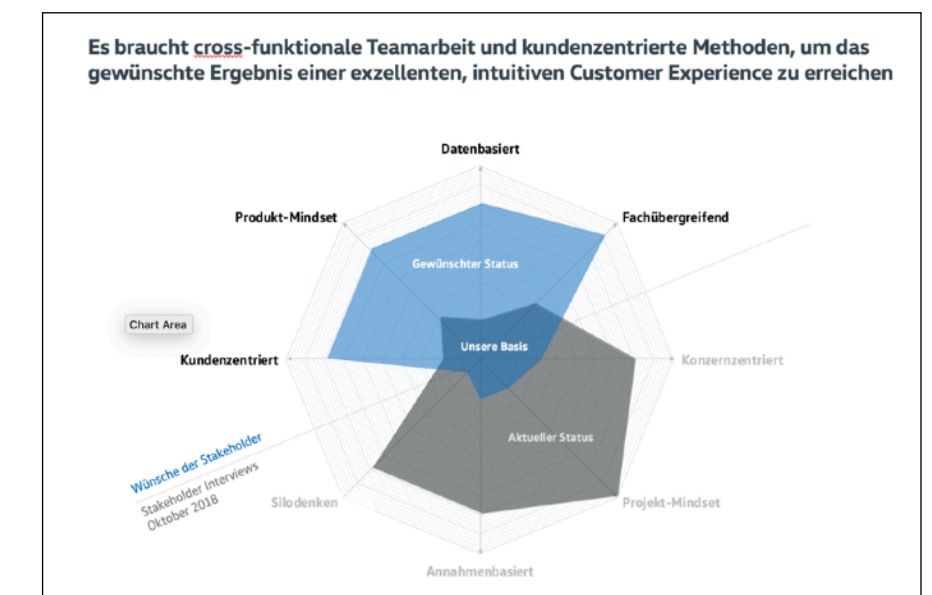 Es braucht cross-funktionale Teamarbeit und kundenzentrierte Methoden, um das
gewünschte Ergebnis einer exzellenten, intuitiven Customer Experience zu erreichen
Datenbasiert
Produkt-Mindset
Fachübergreifend
Gewünschter Status
Chart Area
Unsere Basis
Kundenzentriert
Konzernzentriert
Aktueller Status
Wünsche der Stakeholder
Stakeholder Interviews
Oktober 2018
Silodenken
Projekt-Mindset
Annahmenbasiert